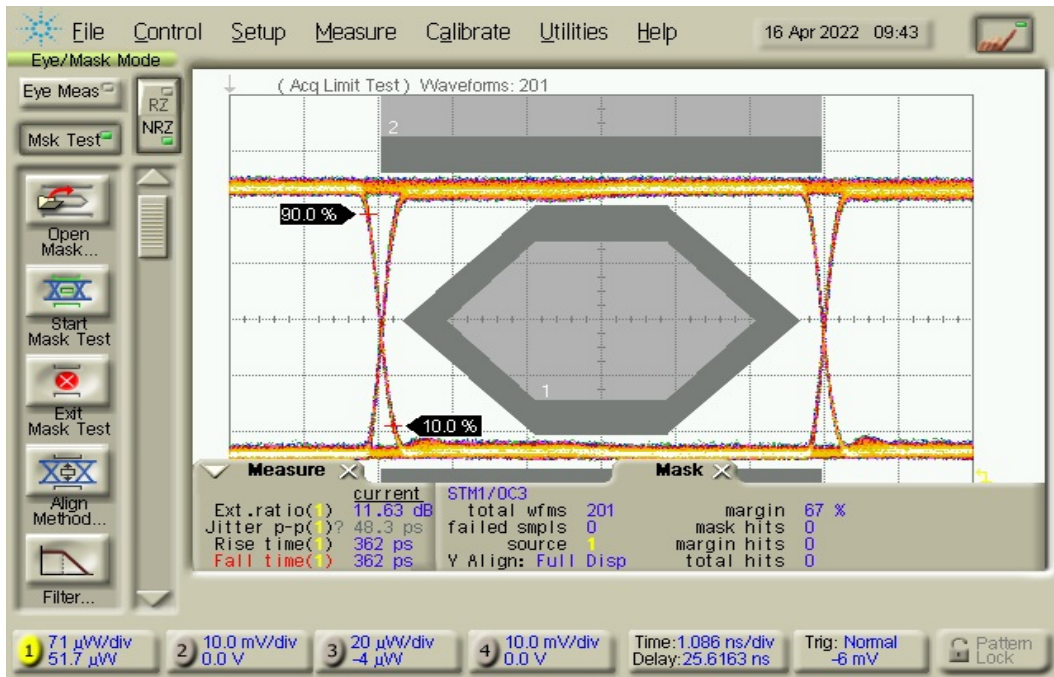 File Control Setup Measure Calibrate Utilities Help 16 Apr 2022 09:43
Eye/Mask Mode
Eye Meas
RZ
NRZ
Msk Test
Open
Mask...
Start
Mask Test
Exit
Mask Test
Align
Method...
Filter...
( Acq Limit Test ) Waveforms: 201
2
90.0 %
1
10.0 %
Measure
current
Ext.ratio(1) 11.63 dB
Jitter p-p(1)? 48.3 ps
Rise time(1) 362 ps
Fall time(1) 362 ps
Mask
STM1/OC3
total wfms 201 margin 67 %
failed smpls 0 mask hits 0
source 1 margin hits 0
Y Align: Full Disp total hits 0
1 71 µW/div
51.7 µW
2 10.0 mV/div
0.0 V
3 20 µW/div
-4 µW
4 10.0 mV/div
0.0 V
Time:1.086 ns/div
Delay:25.6163 ns
Trig: Normal
-6 mV
Pattern
Lock